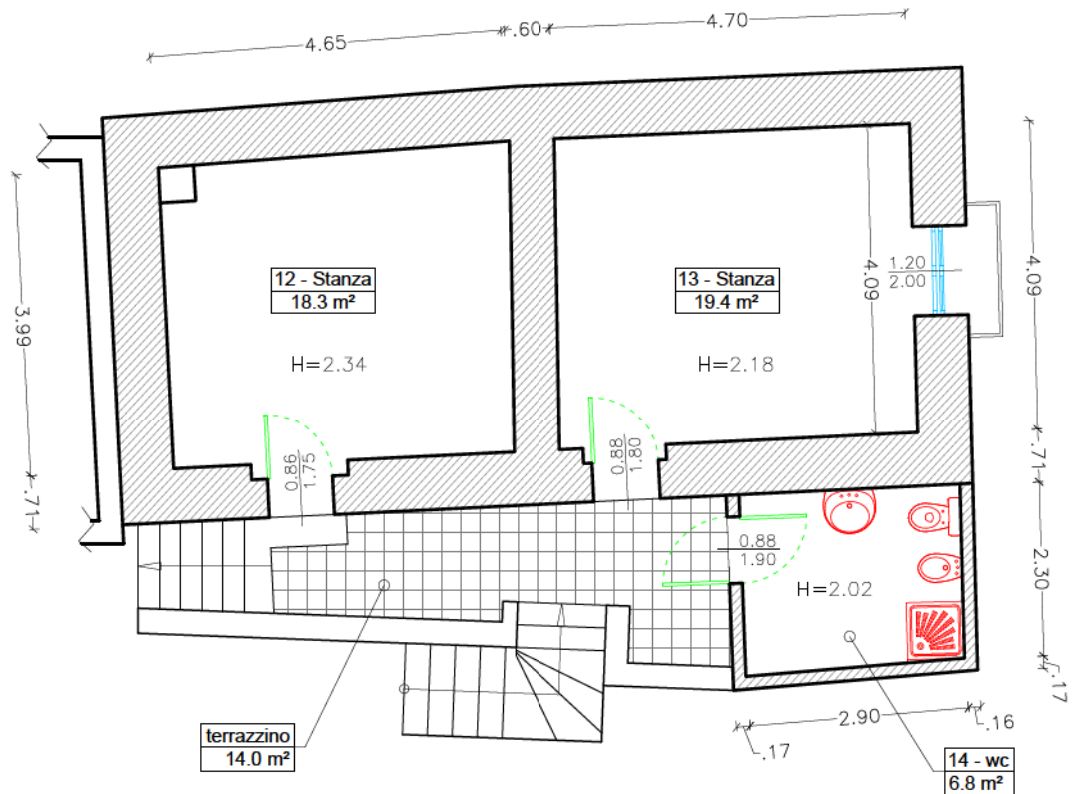 4.65
.60
4.70
12 - Stanza
18.3 m²
H=2.34
13 - Stanza
19.4 m²
H=2.18
4.09
1.20
2.00
4.09
3.99
.71
0.86
1.75
0.88
1.80
.71
0.88
1.90
H=2.02
2.30
.17
2.90
.16
.17
terrazzino
14.0 m²
14 - wc
6.8 m²